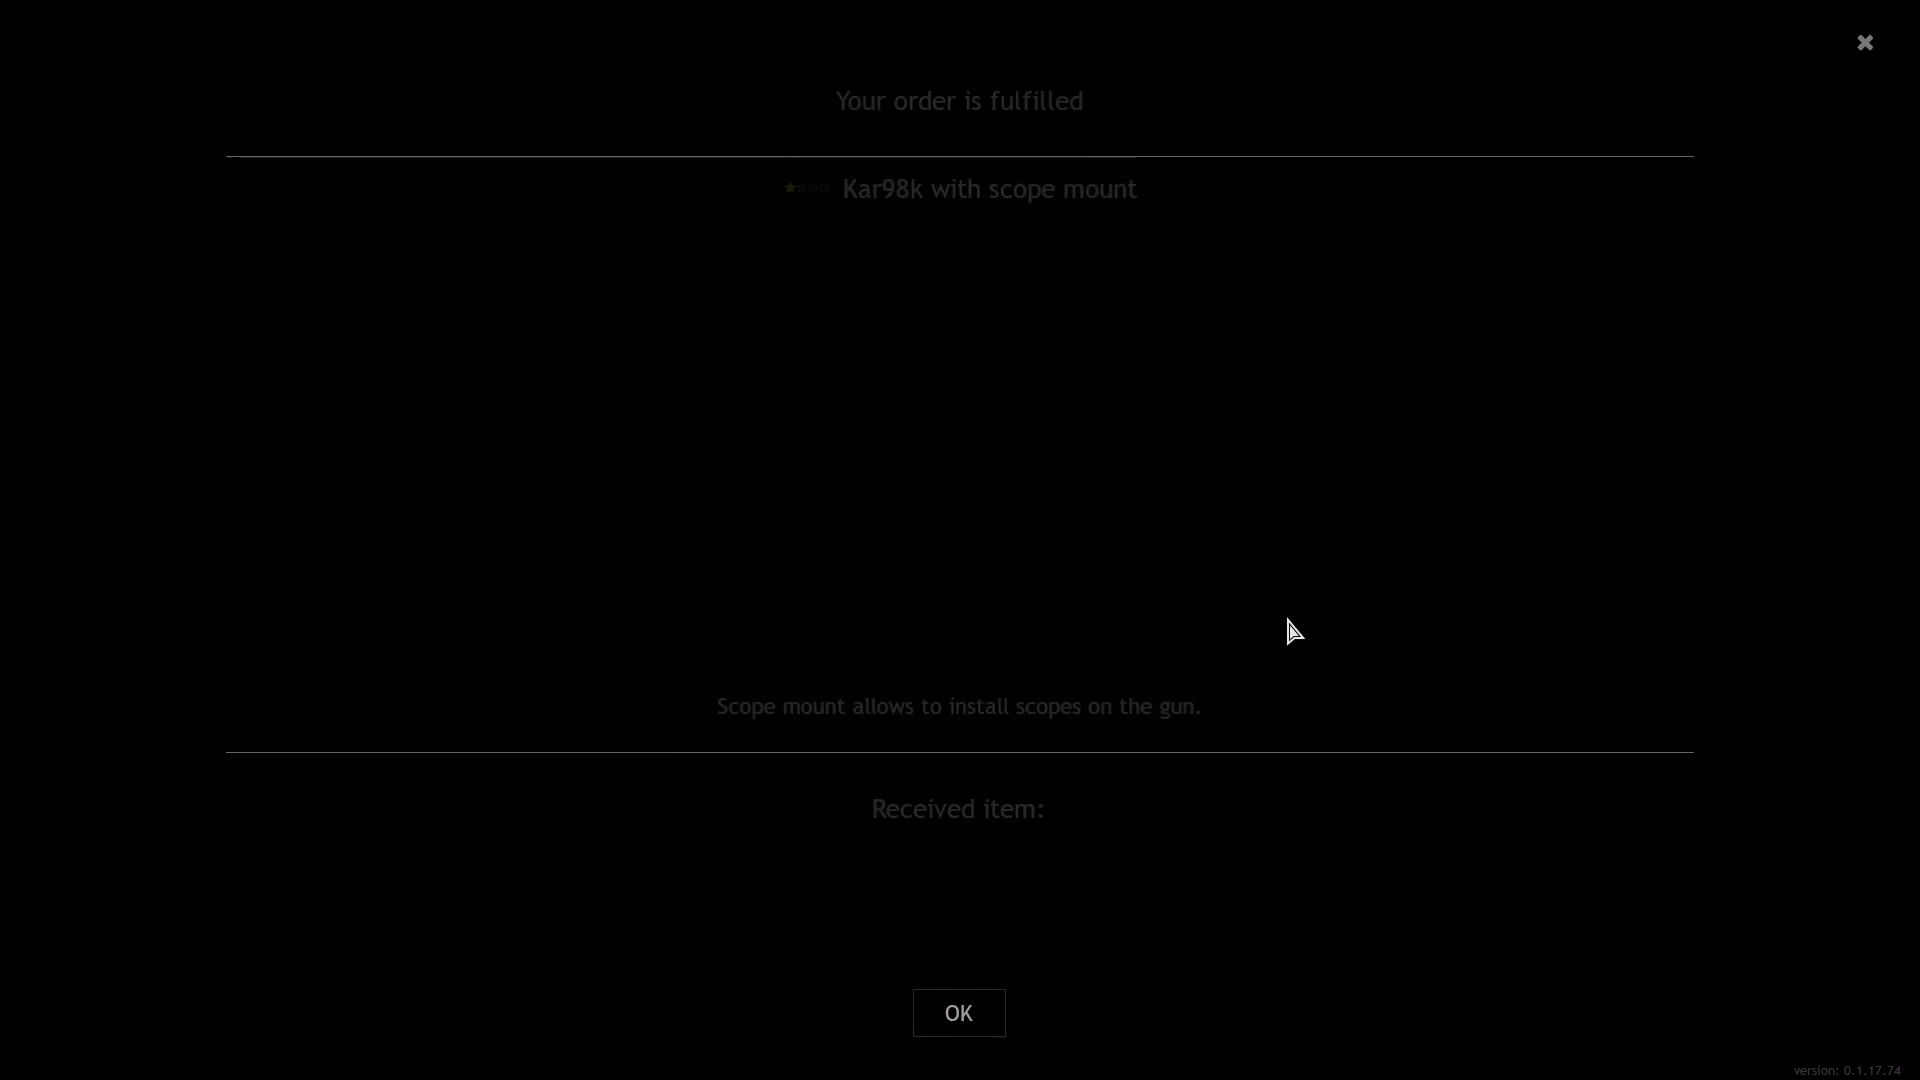 Your order is fulfilled
Kar98k with scope mount
Scope mount allows to install scopes on the gun.
Received item:
OK
version: 0.1.17.74